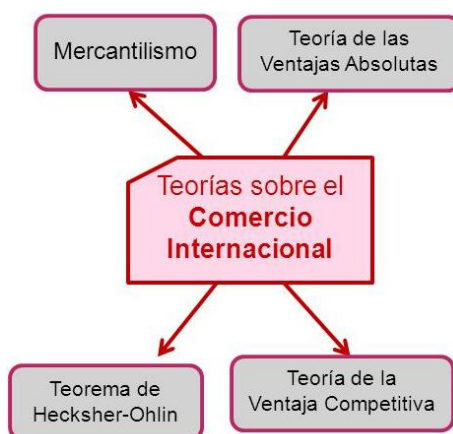 Mercantilismo
Teoría de las
Ventajas Absolutas
Teorías sobre el
Comercio
Internacional
Teorema de
Hecksher-Ohlin
Teoría de la
Ventaja Competitiva